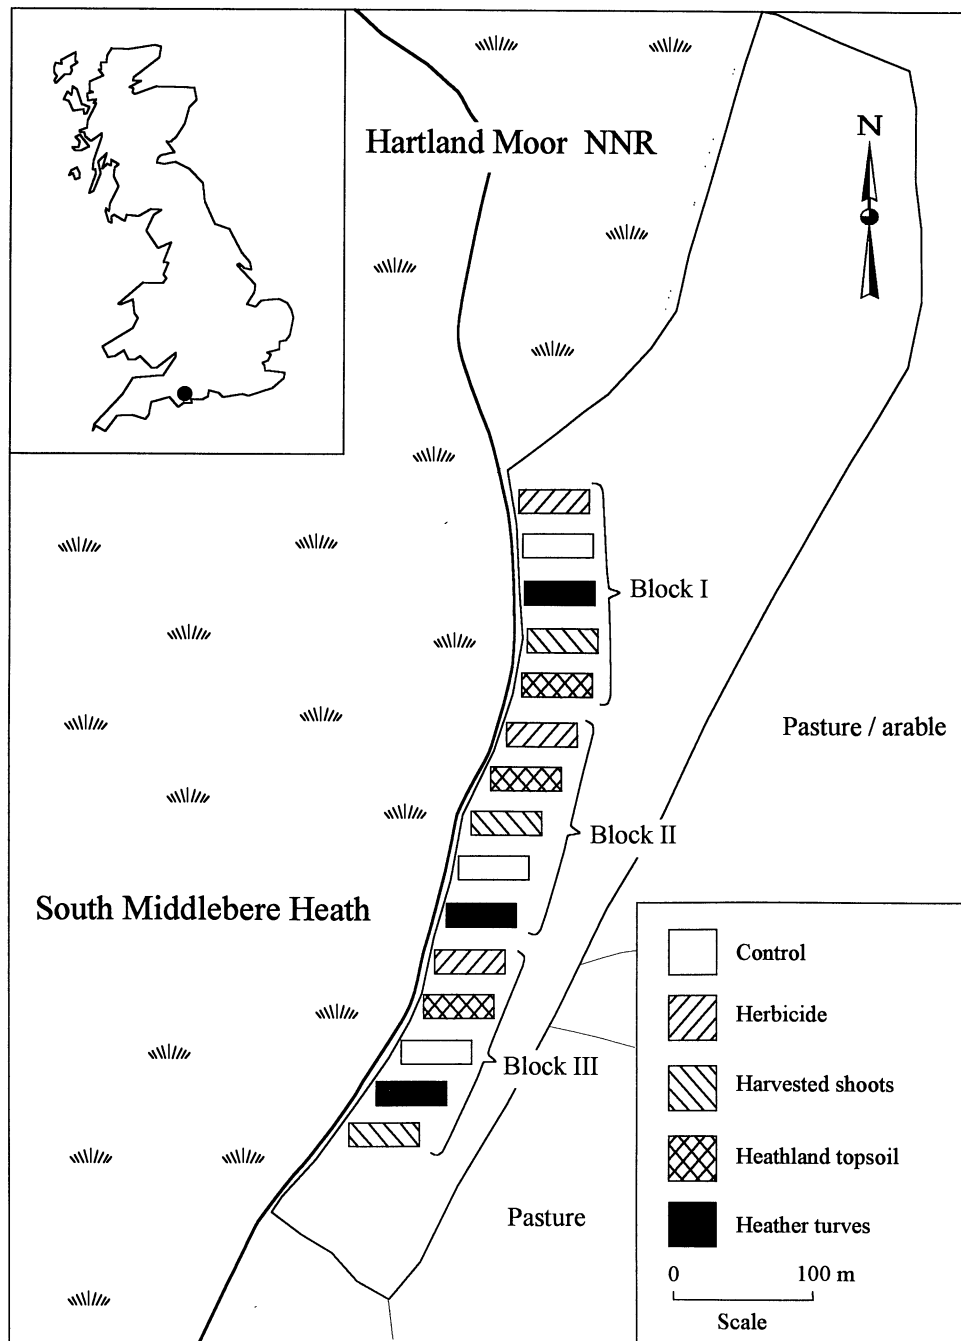 Hartland Moor NNR
N
Block I
Pasture / arable
Block II
South Middlebere Heath
Block III
Pasture
Control
Herbicide
Harvested shoots
Heathland topsoil
Heather turves
0 100 m
Scale